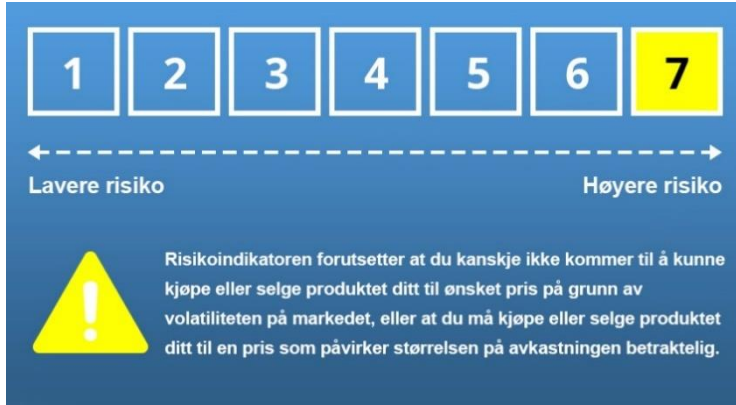 1 2 3 4 5 6 7
Lavere risiko Høyere risiko
Risikoindikatoren forutsetter at du kanskje ikke kommer til å kunne
kjøpe eller selge produktet ditt til ønsket pris på grunn av
volatiliteten på markedet, eller at du må kjøpe eller selge produktet
ditt til en pris som påvirker størrelsen på avkastningen betraktelig.